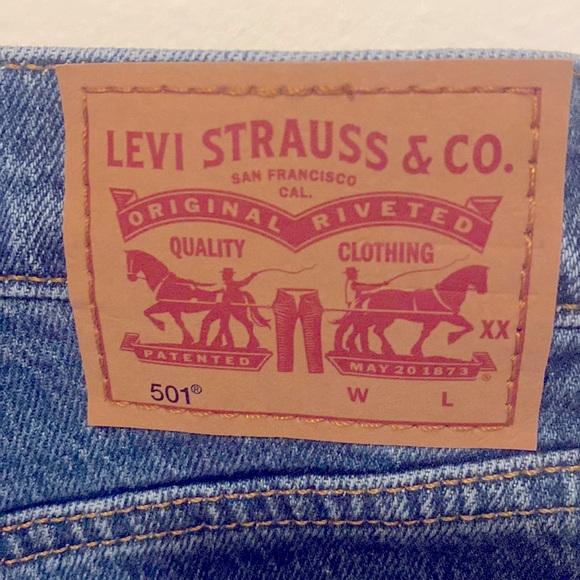 LEVI STRAUSS & CO.
SAN FRANCISCO
CAL.
ORIGINAL RIVETED
QUALITY CLOTHING
XX
PATENTED MAY 20 1873 ®
501® W L